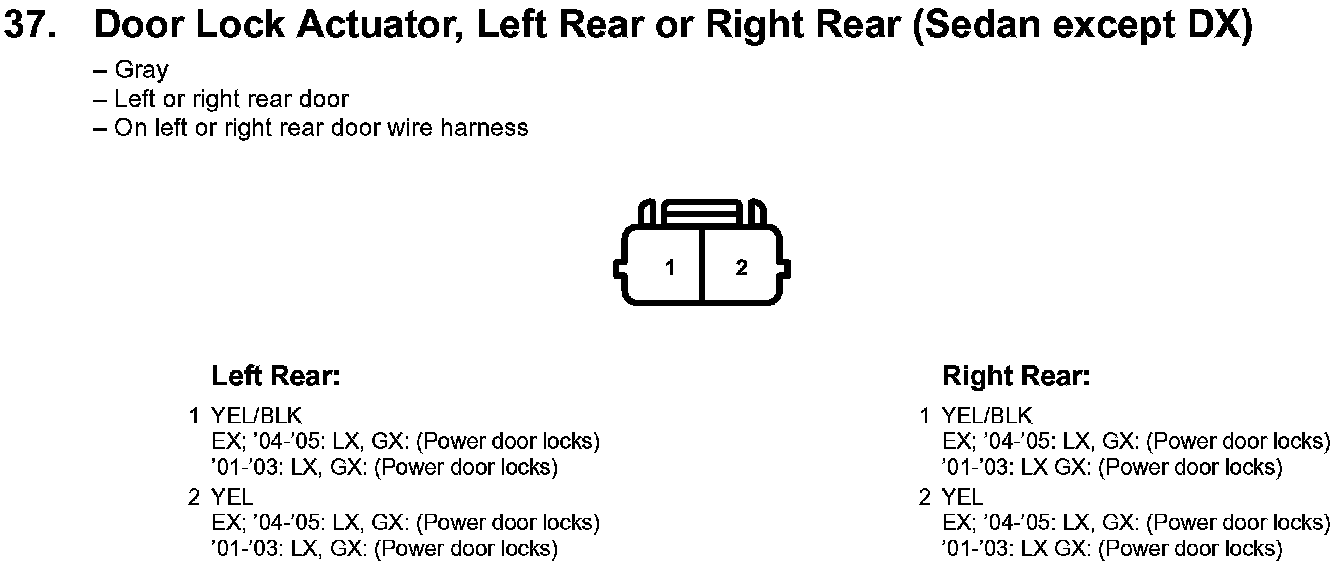 37. Door Lock Actuator, Left Rear or Right Rear (Sedan except DX)
– Gray
– Left or right rear door
– On left or right rear door wire harness
1 2
Left Rear:
1 YEL/BLK
EX; ’04-’05: LX, GX: (Power door locks)
’01-’03: LX, GX: (Power door locks)
2 YEL
EX; ’04-’05: LX, GX: (Power door locks)
’01-’03: LX, GX: (Power door locks)
Right Rear:
1 YEL/BLK
EX; ’04-’05: LX, GX: (Power door locks)
’01-’03: LX GX: (Power door locks)
2 YEL
EX; ’04-’05: LX, GX: (Power door locks)
’01-’03: LX GX: (Power door locks)